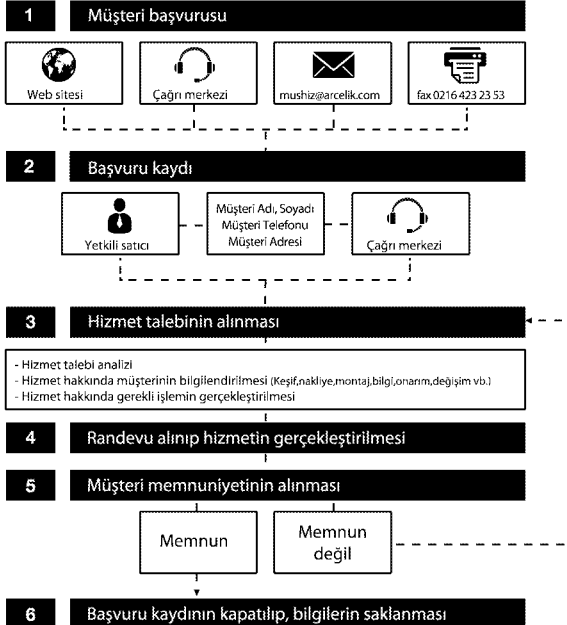 1 Müşteri başvurusu
Web sitesi
Çağrı merkezi
mushiz@arcelik.com
fax 0216 423 23 53
2 Başvuru kaydı
Yetkili satıcı
Müşteri Adı, Soyadı
Müşteri Telefonu
Müşteri Adresi
Çağrı merkezi
3 Hizmet talebinin alınması
- Hizmet talebi analizi
- Hizmet hakkında müşterinin bilgilendirilmesi (Keşif,nakliye,montaj,bilgi,onarım,değişim vb.)
- Hizmet hakkında gerekli işlemin gerçekleştirilmesi
4 Randevu alınıp hizmetin gerçekleştirilmesi
5 Müşteri memnuniyetinin alınması
Memnun
Memnun
değil
6 Başvuru kaydının kapatılıp, bilgilerin saklanması